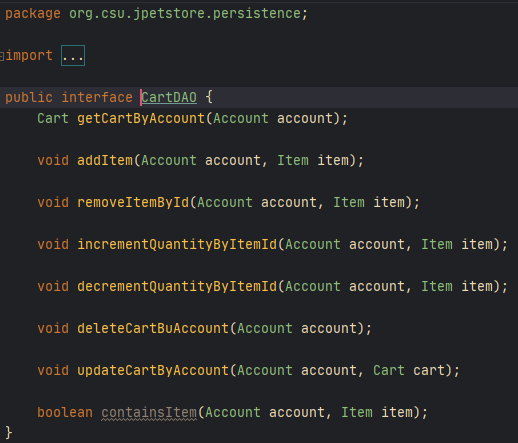 package org.csu.jpetstore.persistence;
import ...
public interface CartDAO {
Cart getCartByAccount(Account account);
void addItem(Account account, Item item);
void removeItemById(Account account, Item item);
void incrementQuantityByItemId(Account account, Item item);
void decrementQuantityByItemId(Account account, Item item);
void deleteCartBuAccount(Account account);
void updateCartByAccount(Account account, Cart cart);
boolean containsItem(Account account, Item item);
}